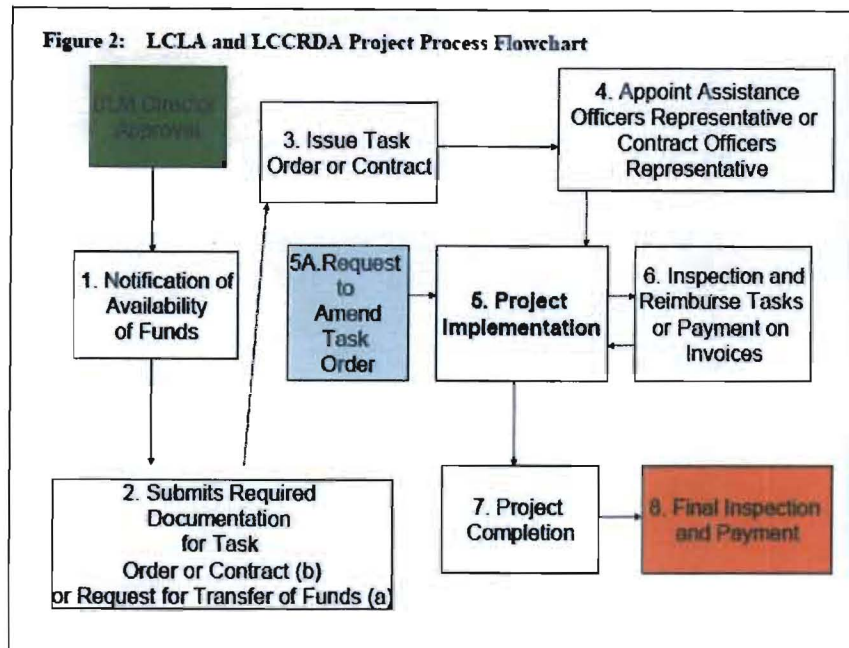 Figure 2: LCLA and LCCRDA Project Process Flowchart
BLM Director
Approval
1. Notification of
Availability
of Funds
2. Submits Required
Documentation
for Task
Order or Contract (b)
or Request for Transfer of Funds (a)
3. Issue Task
Order or Contract
4. Appoint Assistance
Officers Representative or
Contract Officers
Representative
5A.Request
to
Amend
Task
Order
5. Project
Implementation
6. Inspection and
Reimburse Tasks
or Payment on
Invoices
7. Project
Completion
8. Final Inspection
and Payment